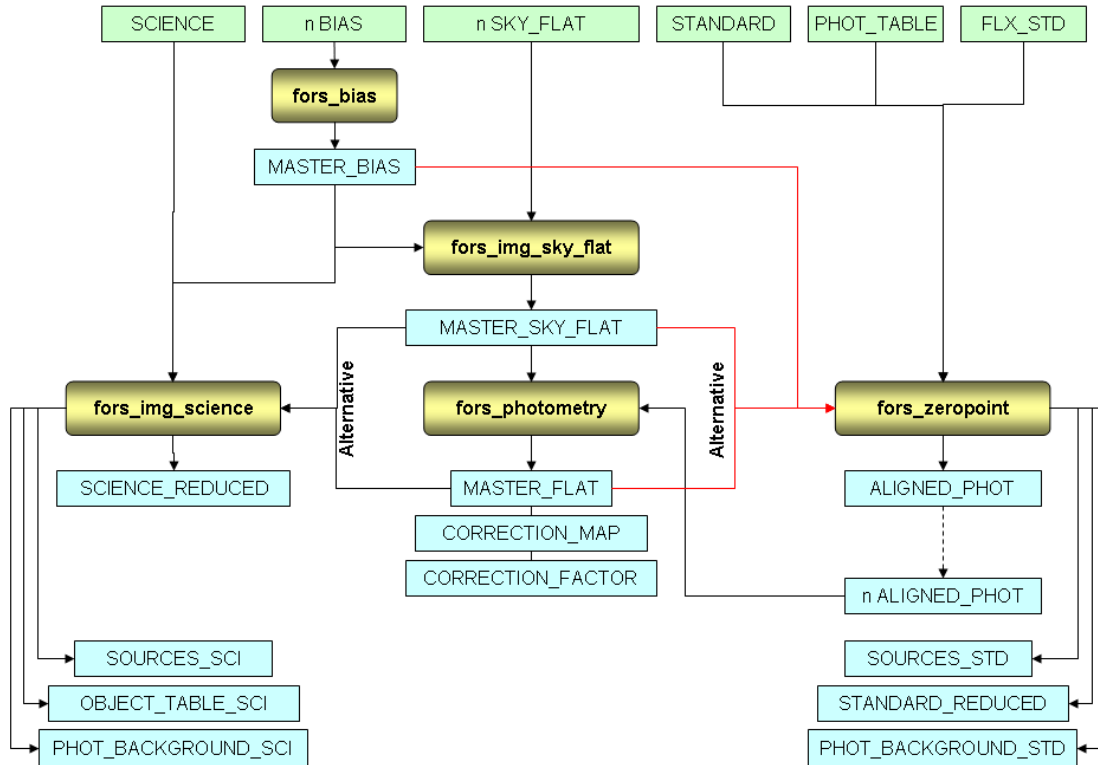 SCIENCE
n BIAS
n SKY_FLAT
STANDARD
PHOT_TABLE
FLX_STD
fors_bias
MASTER_BIAS
fors_img_sky_flat
MASTER_SKY_FLAT
Alternative
Alternative
fors_img_science
fors_photometry
fors_zeropoint
SCIENCE_REDUCED
MASTER_FLAT
ALIGNED_PHOT
CORRECTION_MAP
CORRECTION_FACTOR
n ALIGNED_PHOT
SOURCES_SCI
SOURCES_STD
OBJECT_TABLE_SCI
STANDARD_REDUCED
PHOT_BACKGROUND_SCI
PHOT_BACKGROUND_STD